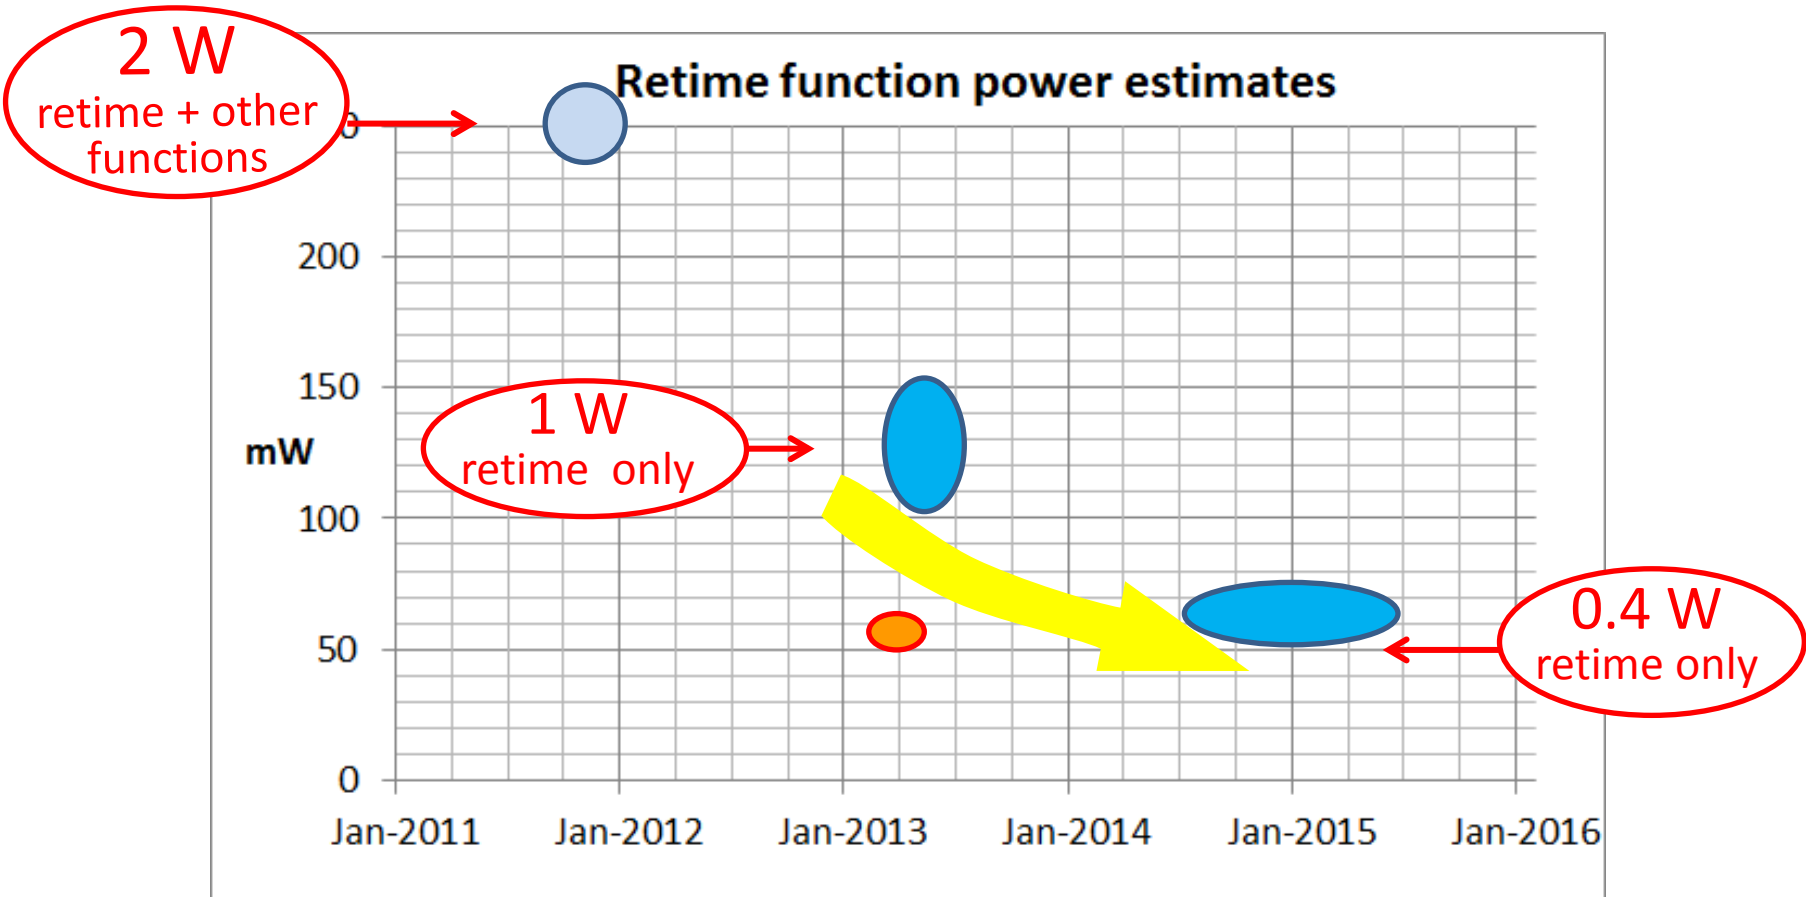 2 W
retime + other
functions
Retime function power estimates
0
200
150
1 W
retime only
mW
100
0.4 W
retime only
50
0
Jan-2011 Jan-2012 Jan-2013 Jan-2014 Jan-2015 Jan-2016